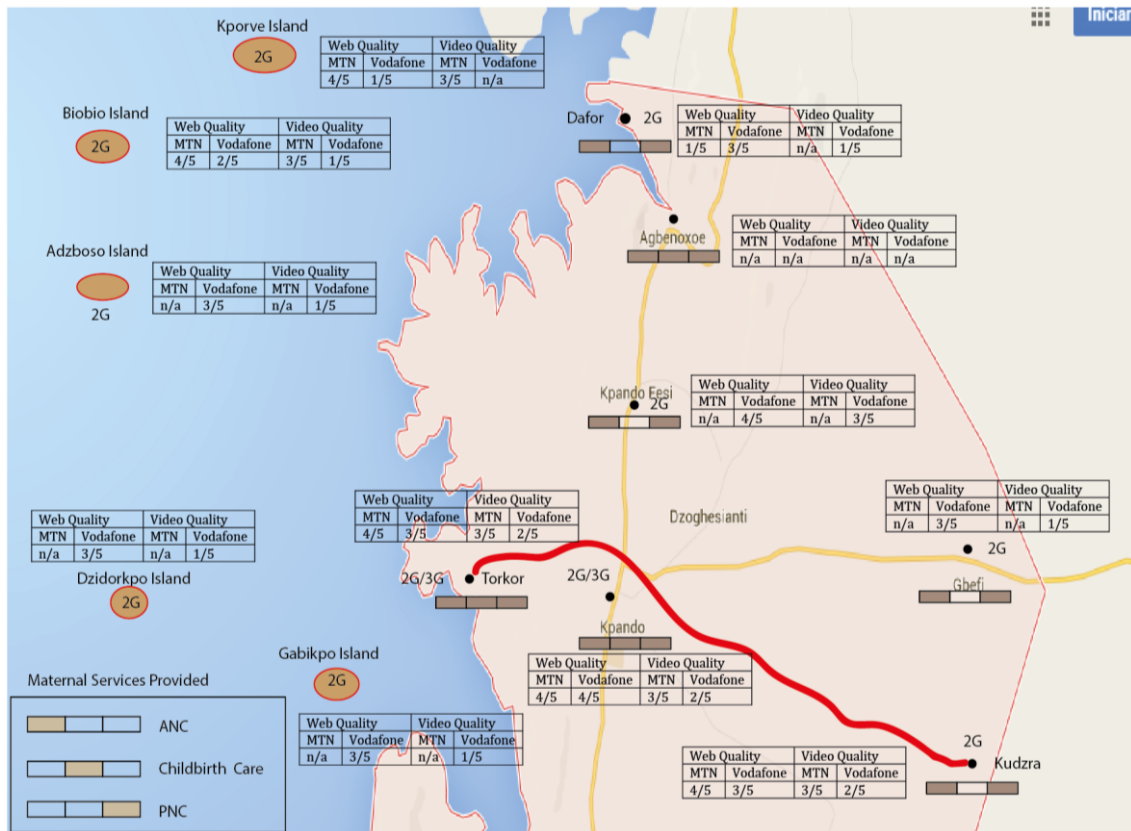 Iniciar
Kporve Island
2G
Web Quality Video Quality
MTN Vodafone MTN Vodafone
4/5 1/5 3/5 n/a
Biobio Island
2G
Web Quality Video Quality
MTN Vodafone MTN Vodafone
4/5 2/5 3/5 1/5
Dafor 2G
Web Quality Video Quality
MTN Vodafone MTN Vodafone
1/5 3/5 n/a 1/5
Agbenoxoe
Web Quality Video Quality
MTN Vodafone MTN Vodafone
n/a n/a n/a n/a
Adzboso Island
2G
Web Quality Video Quality
MTN Vodafone MTN Vodafone
n/a 3/5 n/a 1/5
Kpando Eesi
2G
Web Quality Video Quality
MTN Vodafone MTN Vodafone
n/a 4/5 n/a 3/5
Web Quality Video Quality
MTN Vodafone MTN Vodafone
4/5 3/5 3/5 2/5
2G/3G Torkor
Dzoghesianti
Web Quality Video Quality
MTN Vodafone MTN Vodafone
n/a 3/5 n/a 1/5
2G
Gbefi
Web Quality Video Quality
MTN Vodafone MTN Vodafone
n/a 3/5 n/a 1/5
Dzidorkpo Island
2G
2G/3G
Kpando
Web Quality Video Quality
MTN Vodafone MTN Vodafone
4/5 4/5 3/5 2/5
Gabikpo Island
2G
Web Quality Video Quality
MTN Vodafone MTN Vodafone
n/a 3/5 n/a 1/5
2G
Kudzra
Web Quality Video Quality
MTN Vodafone MTN Vodafone
4/5 3/5 3/5 2/5
Maternal Services Provided
ANC
Childbirth Care
PNC